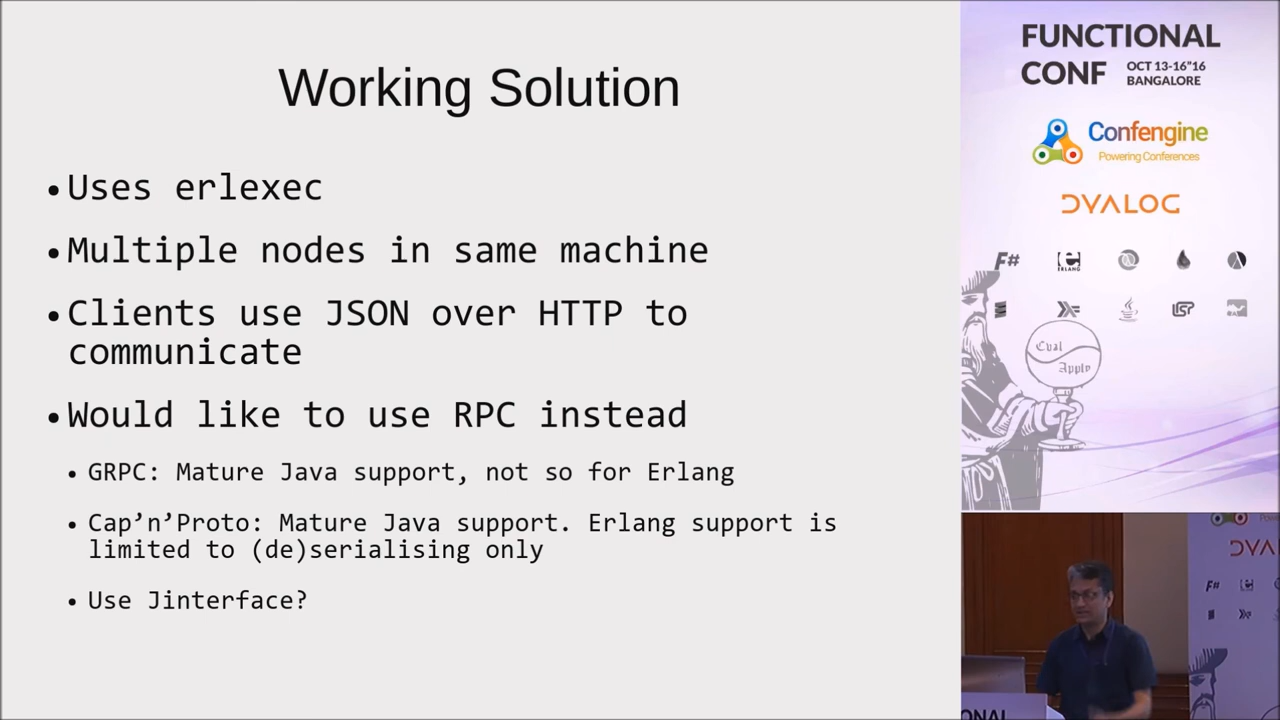 Working Solution
• Uses erlexec
• Multiple nodes in same machine
• Clients use JSON over HTTP to
communicate
• Would like to use RPC instead
• GRPC: Mature Java support, not so for Erlang
• Cap’n’Proto: Mature Java support. Erlang support is
limited to (de)serialising only
• Use Jinterface?
FUNCTIONAL
CONF OCT 13-16"16
BANGALORE
Confengine
Powering Conferences
DYALOG
F#
ERLANG
Eval
Apply
DYA
F#
ONAL